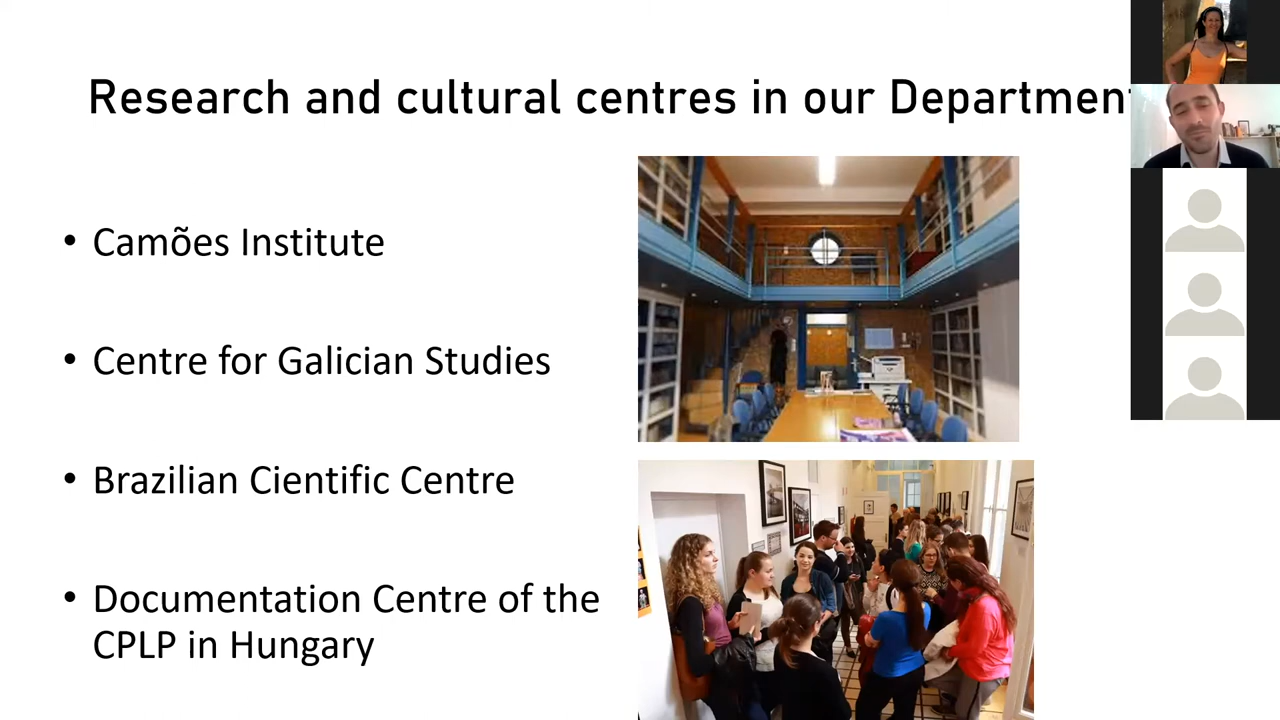 Research and cultural centres in our Department
• Camões Institute
• Centre for Galician Studies
• Brazilian Cientific Centre
• Documentation Centre of the
CPLP in Hungary